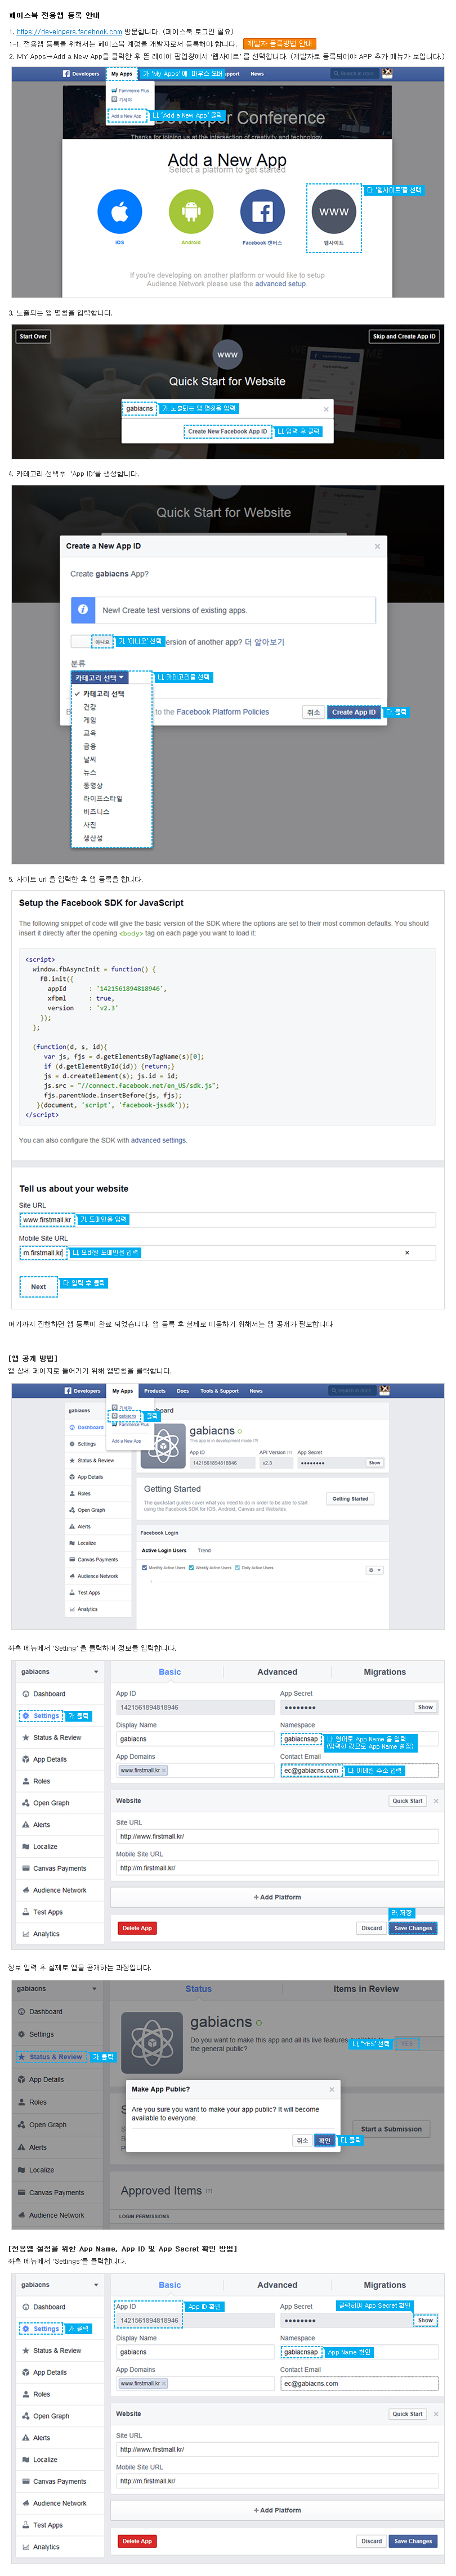 페이스북 전용앱 등록 안내
1. https://developers.facebook.com 방문합니다. (페이스북 로그인 필요)
1-1. 전용앱 등록을 위해서는 페이스북 계정을 개발자로서 등록해야 합니다. 개발자 등록방법 안내
2. MY Apps→Add a New App을 클릭한 후 뜬 레이어 팝업창에서 '웹사이트' 를 선택합니다. (개발자로 등록되어야 APP 추가 메뉴가 보입니다.)
Developers My Apps 가. 'My Apps' 에 마우스 오버 upport News Search in docs
Fammerce Plus
가비아
Add a New App 나. 'Add a New App' 클릭
Developer Conference
Thanks for joining us at the intersection of creativity and technology.
Add a New App
Select a platform to get started
다. '웹사이트'를 선택
WWW
iOS Android Facebook 캔버스 웹사이트
If you're developing on another platform or would like to setup
Audience Network please use the advanced setup.
3. 노출되는 앱 명칭을 입력합니다.
Start Over Skip and Create App ID
WWW
Quick Start for Website
gabiacns 가. 노출되는 앱 명칭을 입력 ×
Create New Facebook App ID 나. 입력 후 클릭
4. 카테고리 선택후 'App ID'를 생성합니다.
Quick Start for Website
Create a New App ID ×
Create gabiacns App?
New! Create test versions of existing apps.
아니요 가. '아니오' 선택 ersion of another app? 더 알아보기
분류
카테고리 선택 나. 카테고리를 선택
✓ 카테고리 선택
to the Facebook Platform Policies 취소 Create App ID 다. 클릭
건강
게임
교육
금융
날씨
뉴스
동영상
라이프스타일
비즈니스
사진
생산성
5. 사이트 url 을 입력한 후 앱 등록를 합니다.
Setup the Facebook SDK for JavaScript
The following snippet of code will give the basic version of the SDK where the options are set to their most common defaults. You should
insert it directly after the opening <body> tag on each page you want to load it:
<script>
window.fbAsyncInit = function() {
FB.init({
appId : '1421561894818946',
xfbml : true,
version : 'v2.3'
});
};
(function(d, s, id){
var js, fjs = d.getElementsByTagName(s)[0];
if (d.getElementById(id)) {return;}
js = d.createElement(s); js.id = id;
js.src = "//connect.facebook.net/en_US/sdk.js";
fjs.parentNode.insertBefore(js, fjs);
}(document, 'script', 'facebook-jssdk'));
</script>
You can also configure the SDK with advanced settings.
Tell us about your website
Site URL
www.firstmall.kr 가. 도메인을 입력
Mobile Site URL
m.firstmall.kr 나. 모바일 도메인을 입력 ×
Next 다. 입력 후 클릭
여기까지 진행하면 앱 등록이 완료 되었습니다. 앱 등록 후 실제로 이용하기 위해서는 앱 공개가 필요합니다
[앱 공개 방법]
앱 상세 페이지로 들어가기 위해 앱명칭을 클릭합니다.
Developers My Apps Products Docs Tools & Support News Search in docs
가비아
gabiacns 클릭
Fammerce Plus
Add a New App
gabiacns
board
Dashboard
Settings
Status & Review
App Details
Roles
Open Graph
Alerts
Localize
Canvas Payments
Audience Network
Test Apps
Analytics
gabiacns
This app is in development mode
App ID API Version App Secret
1421561894818946 v2.3 ●●●●●●●● Show
Getting Started
The quickstart guides cover what you need to do in order to be able to start
using the Facebook SDK for iOS, Android, Canvas and Websites.
Getting Started
Facebook Login
Active Login Users Trend
Monthly Active Users Weekly Active Users Daily Active Users
좌측 메뉴에서 'Setting' 을 클릭하여 정보를 입력합니다.
gabiacns
Dashboard
Settings 가. 클릭
Status & Review
App Details
Roles
Open Graph
Alerts
Localize
Canvas Payments
Audience Network
Test Apps
Analytics
Basic Advanced Migrations
App ID App Secret
1421561894818946 ●●●●●●●● Show
Display Name Namespace
gabiacns gabiacnsap 나. 영어로 App Name 을 입력
(입력한 값으로 App Name 설정)
App Domains Contact Email
www.firstmall.kr × ec@gabiacns.com 다. 이메일 주소 입력
Website Quick Start ×
Site URL
http://www.firstmall.kr/
Mobile Site URL
http://m.firstmall.kr/
+ Add Platform
라. 저장
Delete App Discard Save Changes
정보 입력 후 실제로 앱을 공개하는 과정입니다.
gabiacns
Dashboard
Settings
Status & Review 가. 클릭
App Details
Roles
Open Graph
Alerts
Localize
Canvas Payments
Audience Network
Status Items in Review
gabiacns
Do you want to make this app and all its live features
the general public?
나. "YES" 선택 YES
Make App Public? ×
Are you sure you want to make your app public? It will become
available to everyone.
취소 확인 다. 클릭
Start a Submission
Approved Items [?]
LOGIN PERMISSIONS
[전용앱 설정을 위한 App Name, App ID 및 App Secret 확인 방법]
좌측 메뉴에서 'Settings'를 클릭합니다.
gabiacns
Dashboard
Settings 가. 클릭
Status & Review
App Details
Roles
Open Graph
Alerts
Localize
Canvas Payments
Audience Network
Test Apps
Analytics
Basic Advanced Migrations
App ID App ID 확인 App Secret 클릭하여 App Secret 확인
1421561894818946 ●●●●●●●● Show
Display Name Namespace
gabiacns gabiacnsap App Name 확인
App Domains Contact Email
www.firstmall.kr × ec@gabiacns.com
Website Quick Start ×
Site URL
http://www.firstmall.kr/
Mobile Site URL
http://m.firstmall.kr/
+ Add Platform
Delete App Discard Save Changes